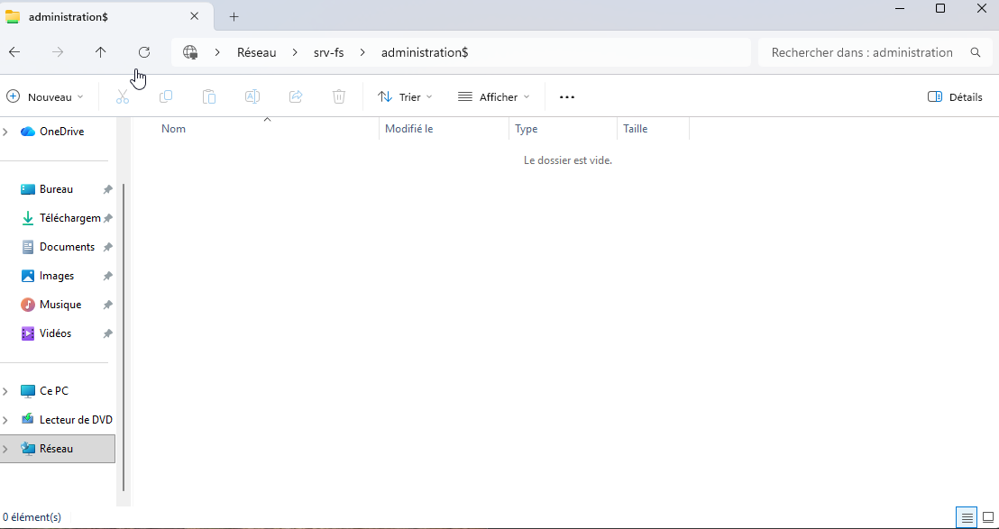 administration$
Réseau > srv-fs > administration$
Rechercher dans : administration
Nouveau
Trier
Afficher
Détails
OneDrive
Nom
Modifié le
Type
Taille
Le dossier est vide.
Bureau
Téléchargem
Documents
Images
Musique
Vidéos
Ce PC
Lecteur de DVD
Réseau
0 élément(s)